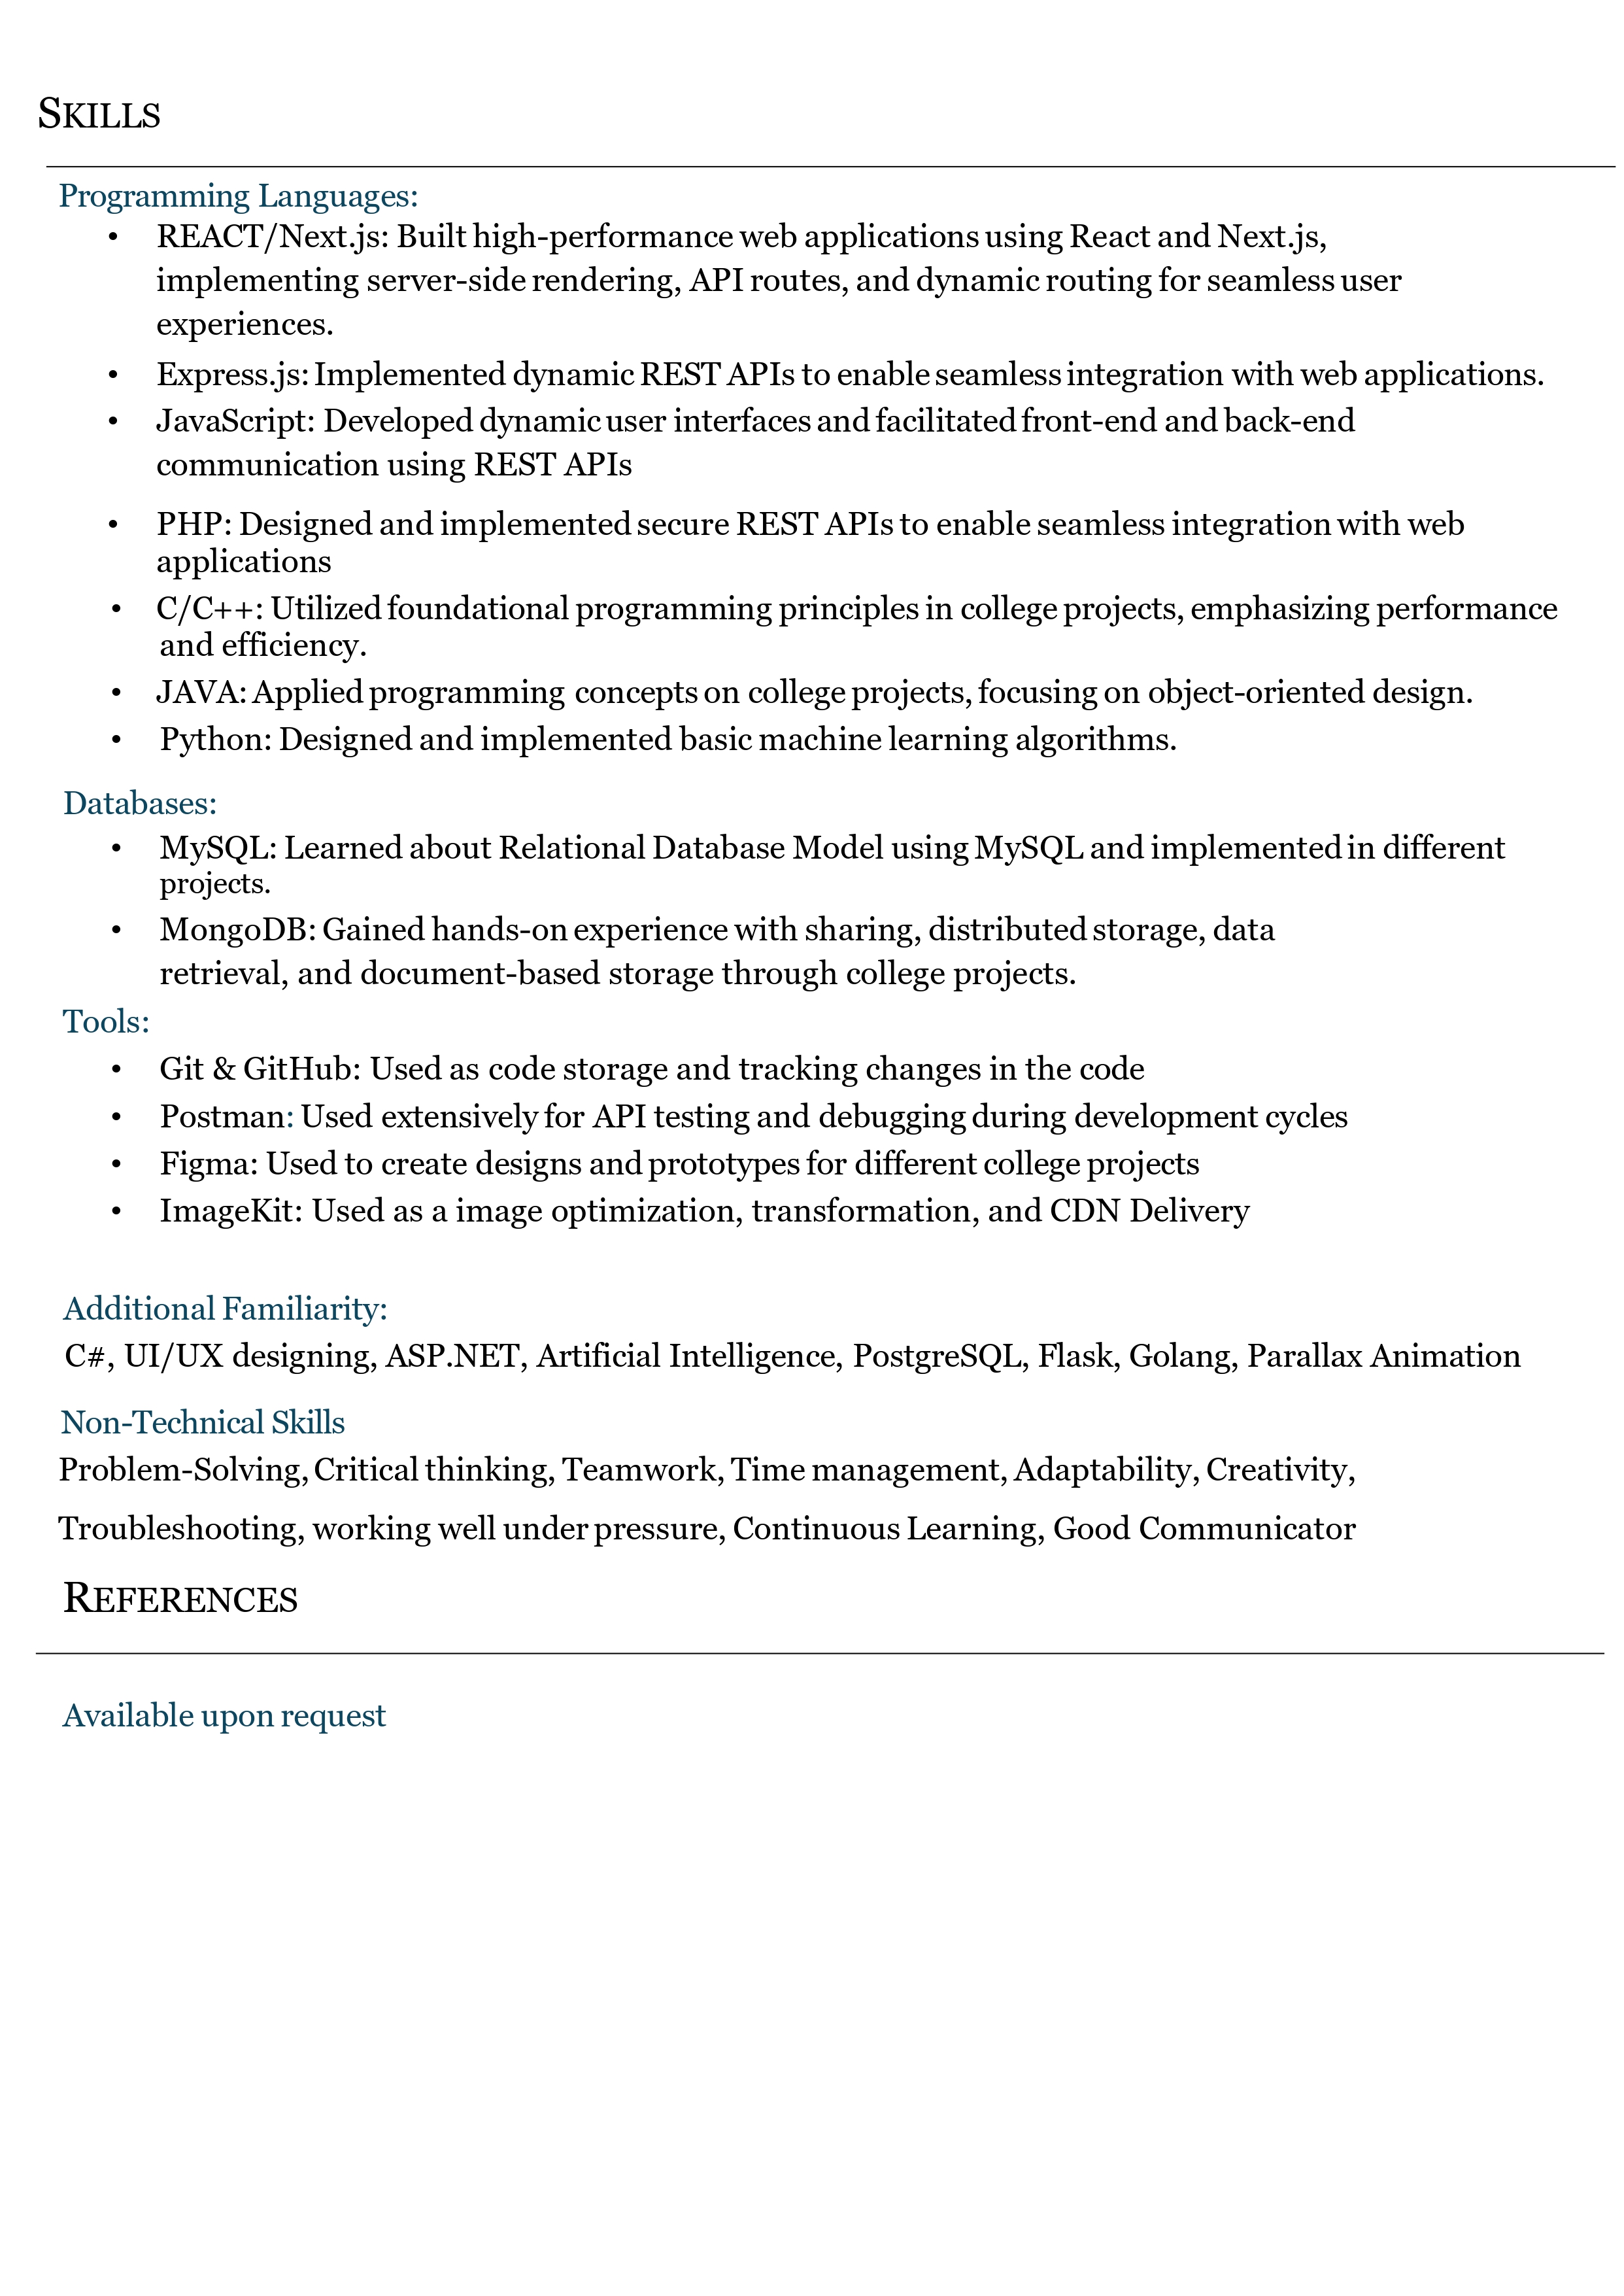 SKILLS
Programming Languages:
• REACT/Next.js: Built high-performance web applications using React and Next.js,
implementing server-side rendering, API routes, and dynamic routing for seamless user
experiences.
• Express.js: Implemented dynamic REST APIs to enable seamless integration with web applications.
• JavaScript: Developed dynamic user interfaces and facilitated front-end and back-end
communication using REST APIs
• PHP: Designed and implemented secure REST APIs to enable seamless integration with web
applications
• C/C++: Utilized foundational programming principles in college projects, emphasizing performance
and efficiency.
• JAVA: Applied programming concepts on college projects, focusing on object-oriented design.
• Python: Designed and implemented basic machine learning algorithms.
Databases:
• MySQL: Learned about Relational Database Model using MySQL and implemented in different
projects.
• MongoDB: Gained hands-on experience with sharing, distributed storage, data
retrieval, and document-based storage through college projects.
Tools:
• Git & GitHub: Used as code storage and tracking changes in the code
• Postman: Used extensively for API testing and debugging during development cycles
• Figma: Used to create designs and prototypes for different college projects
• ImageKit: Used as a image optimization, transformation, and CDN Delivery
Additional Familiarity:
C#, UI/UX designing, ASP.NET, Artificial Intelligence, PostgreSQL, Flask, Golang, Parallax Animation
Non-Technical Skills
Problem-Solving, Critical thinking, Teamwork, Time management, Adaptability, Creativity,
Troubleshooting, working well under pressure, Continuous Learning, Good Communicator
REFERENCES
Available upon request